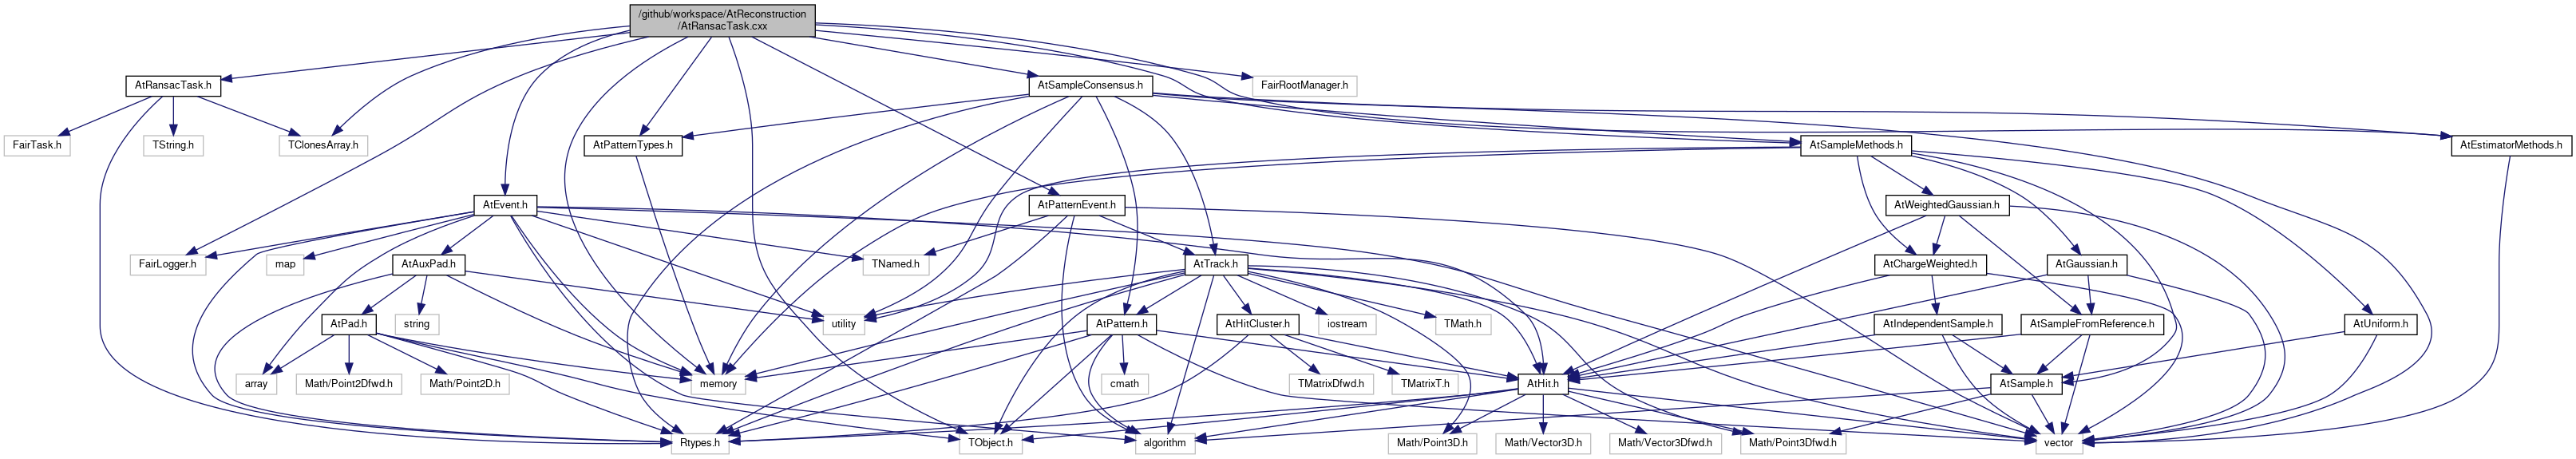 /github/workspace/AtReconstruction
/AtRansacTask.cxx
AtRansacTask.h
AtSampleConsensus.h
FairRootManager.h
FairTask.h
TString.h
TClonesArray.h
AtPatternTypes.h
AtSampleMethods.h
AtEstimatorMethods.h
AtEvent.h
AtPatternEvent.h
AtWeightedGaussian.h
FairLogger.h
map
AtAuxPad.h
TNamed.h
AtTrack.h
AtChargeWeighted.h
AtGaussian.h
AtPad.h
string
utility
AtPattern.h
AtHitCluster.h
iostream
TMath.h
AtIndependentSample.h
AtSampleFromReference.h
AtUniform.h
array
Math/Point2Dfwd.h
Math/Point2D.h
memory
cmath
TMatrixDfwd.h
TMatrixT.h
AtHit.h
AtSample.h
Rtypes.h
TObject.h
algorithm
Math/Point3D.h
Math/Vector3D.h
Math/Vector3Dfwd.h
Math/Point3Dfwd.h
vector